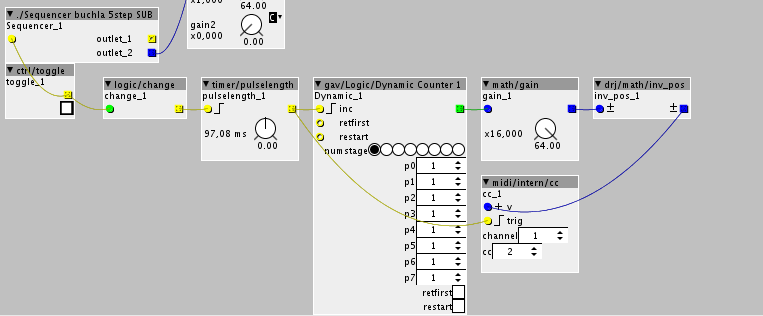 x1,000
64.00
gain2
x0,000
0.00
C
./Sequencer buchla 5step SUB
Sequencer_1
outlet_1
outlet_2
ctrl/toggle
toggle_1
logic/change
change_1
timer/pulselength
pulselength_1
97,08 ms
0.00
gav/Logic/Dynamic Counter 1
Dynamic_1
inc
retfirst
restart
numstage
p0 1
p1 1
p2 1
p3 1
p4 1
p5 1
p6 1
p7 1
retfirst
restart
math/gain
gain_1
x16,000
64.00
drj/math/inv_pos
inv_pos_1
± ±
midi/intern/cc
cc_1
± v
trig
channel 1
cc 2